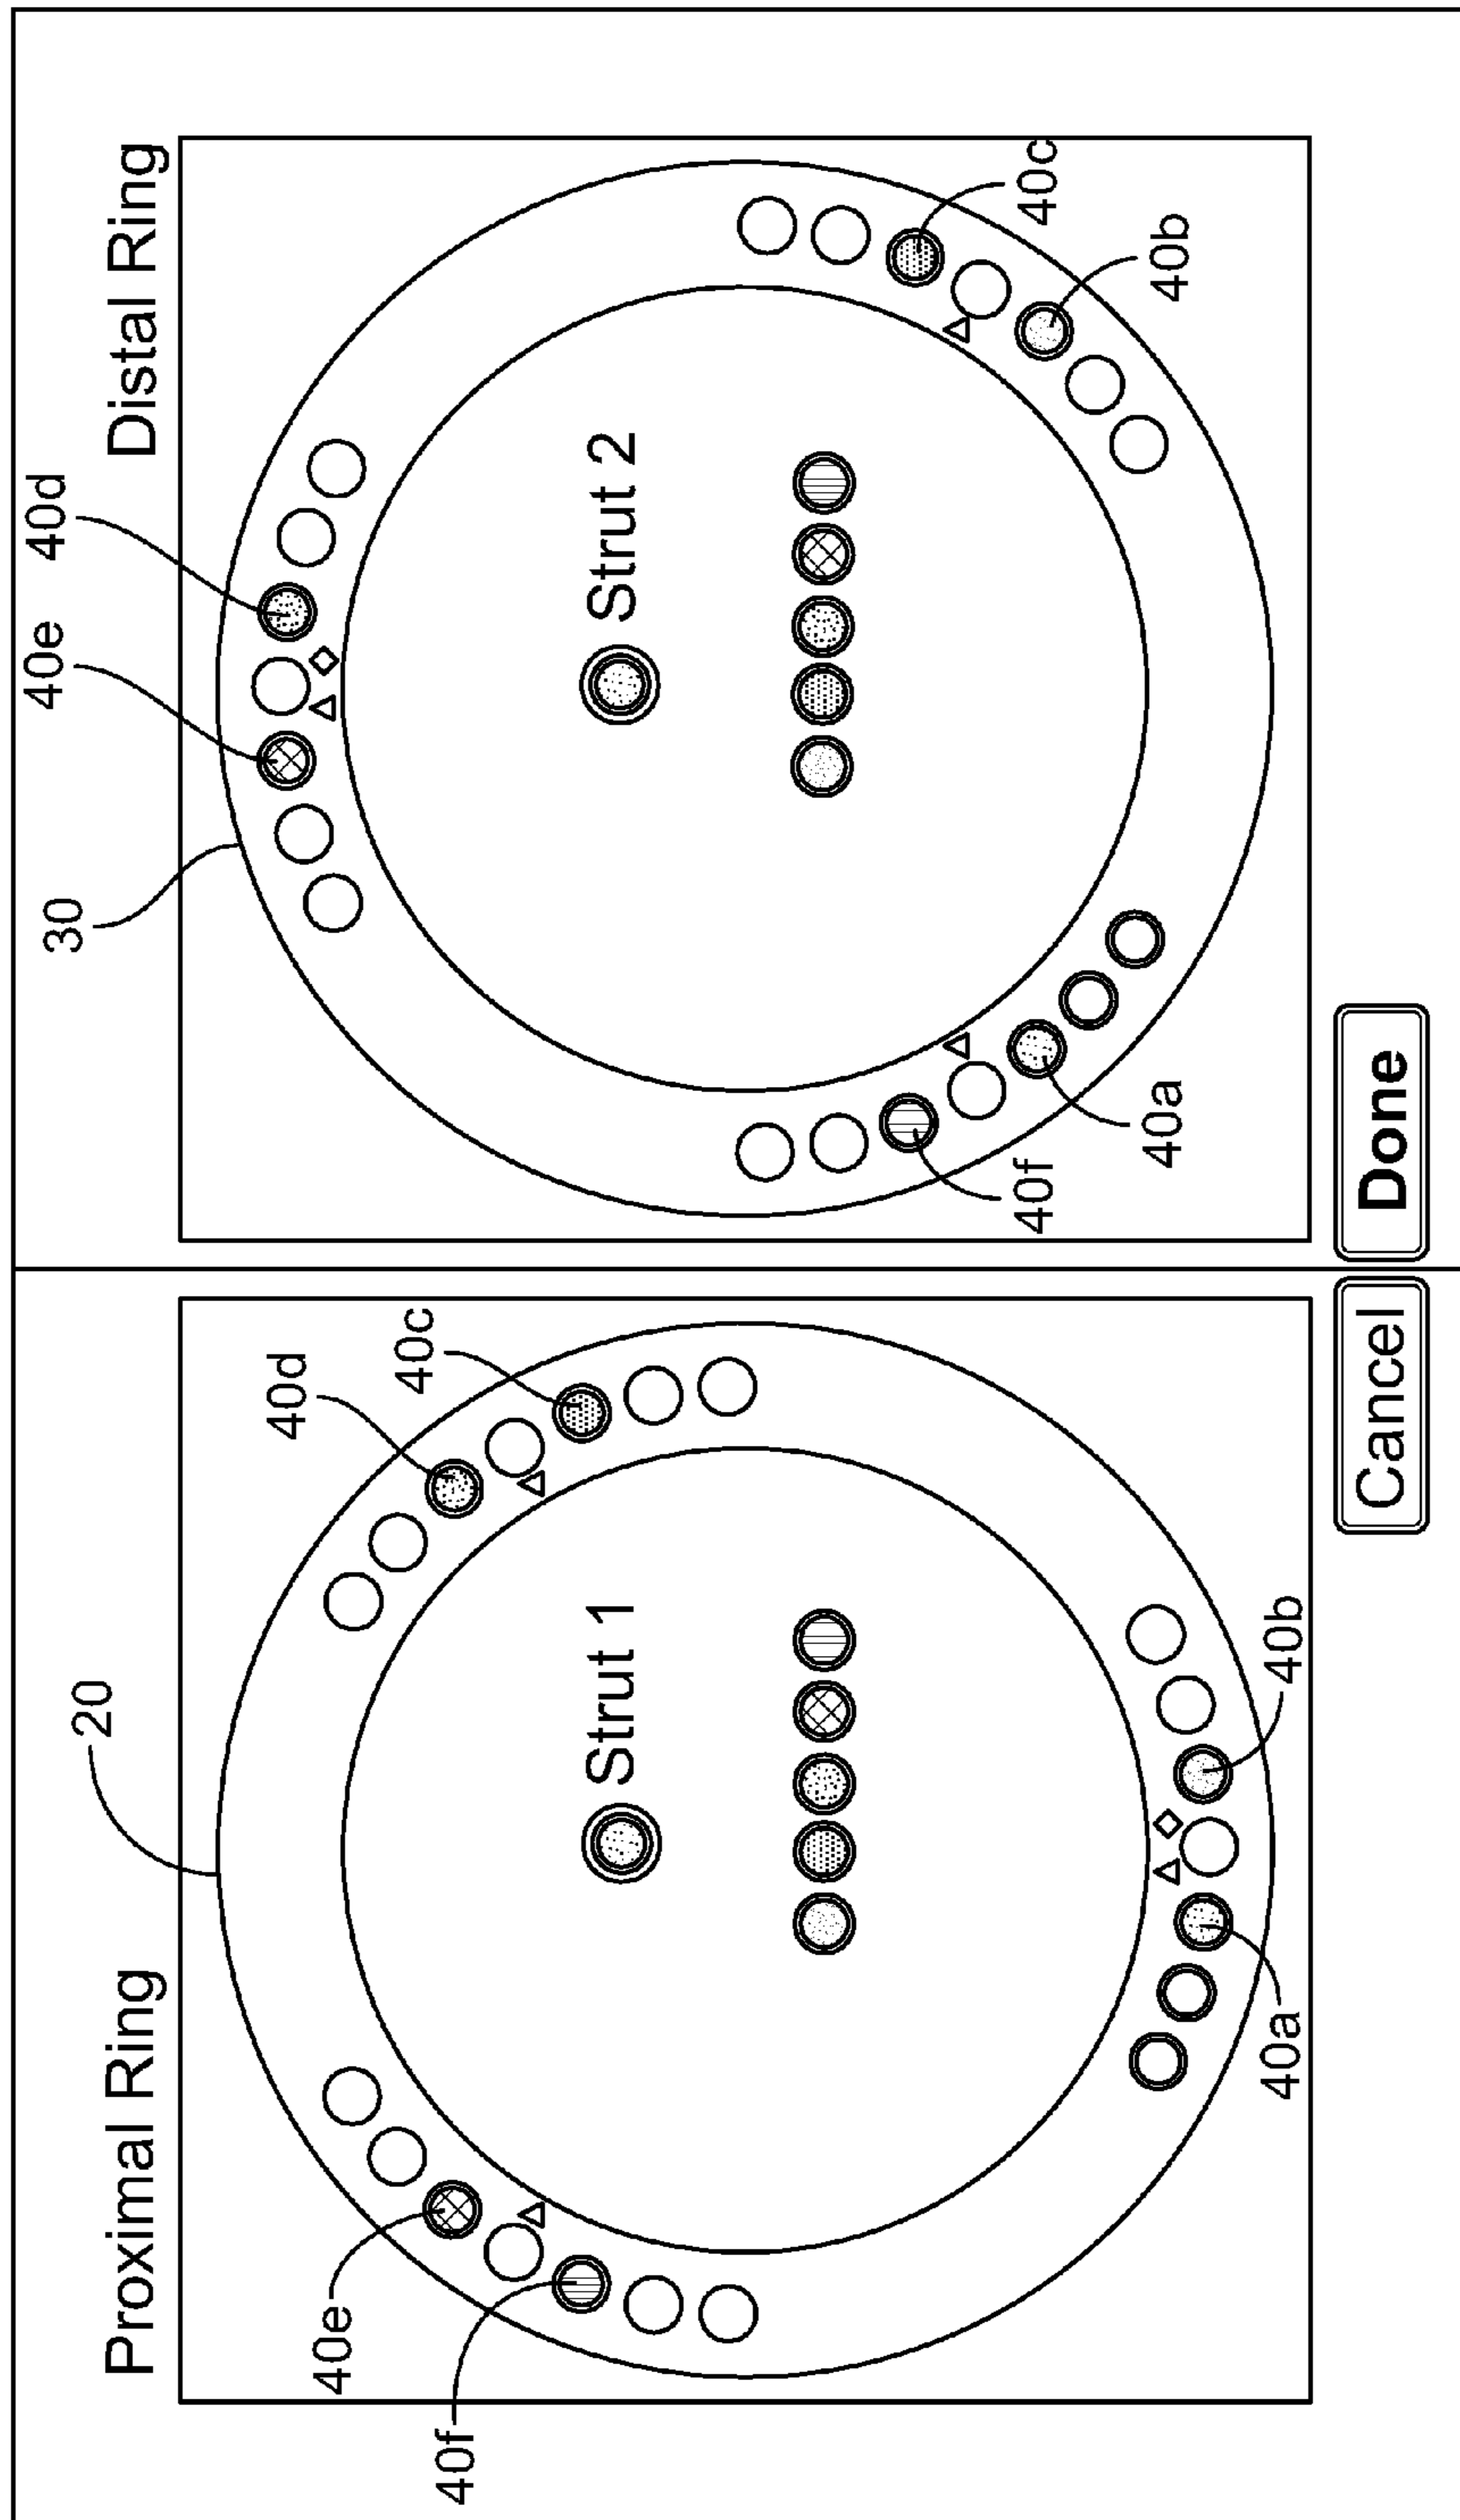 Proximal Ring
20
40d
40c
40e
40f
Strut 1
40b
40a
Cancel
Distal Ring
30
40e
40d
Strut 2
40c
40b
40f
40a
Done